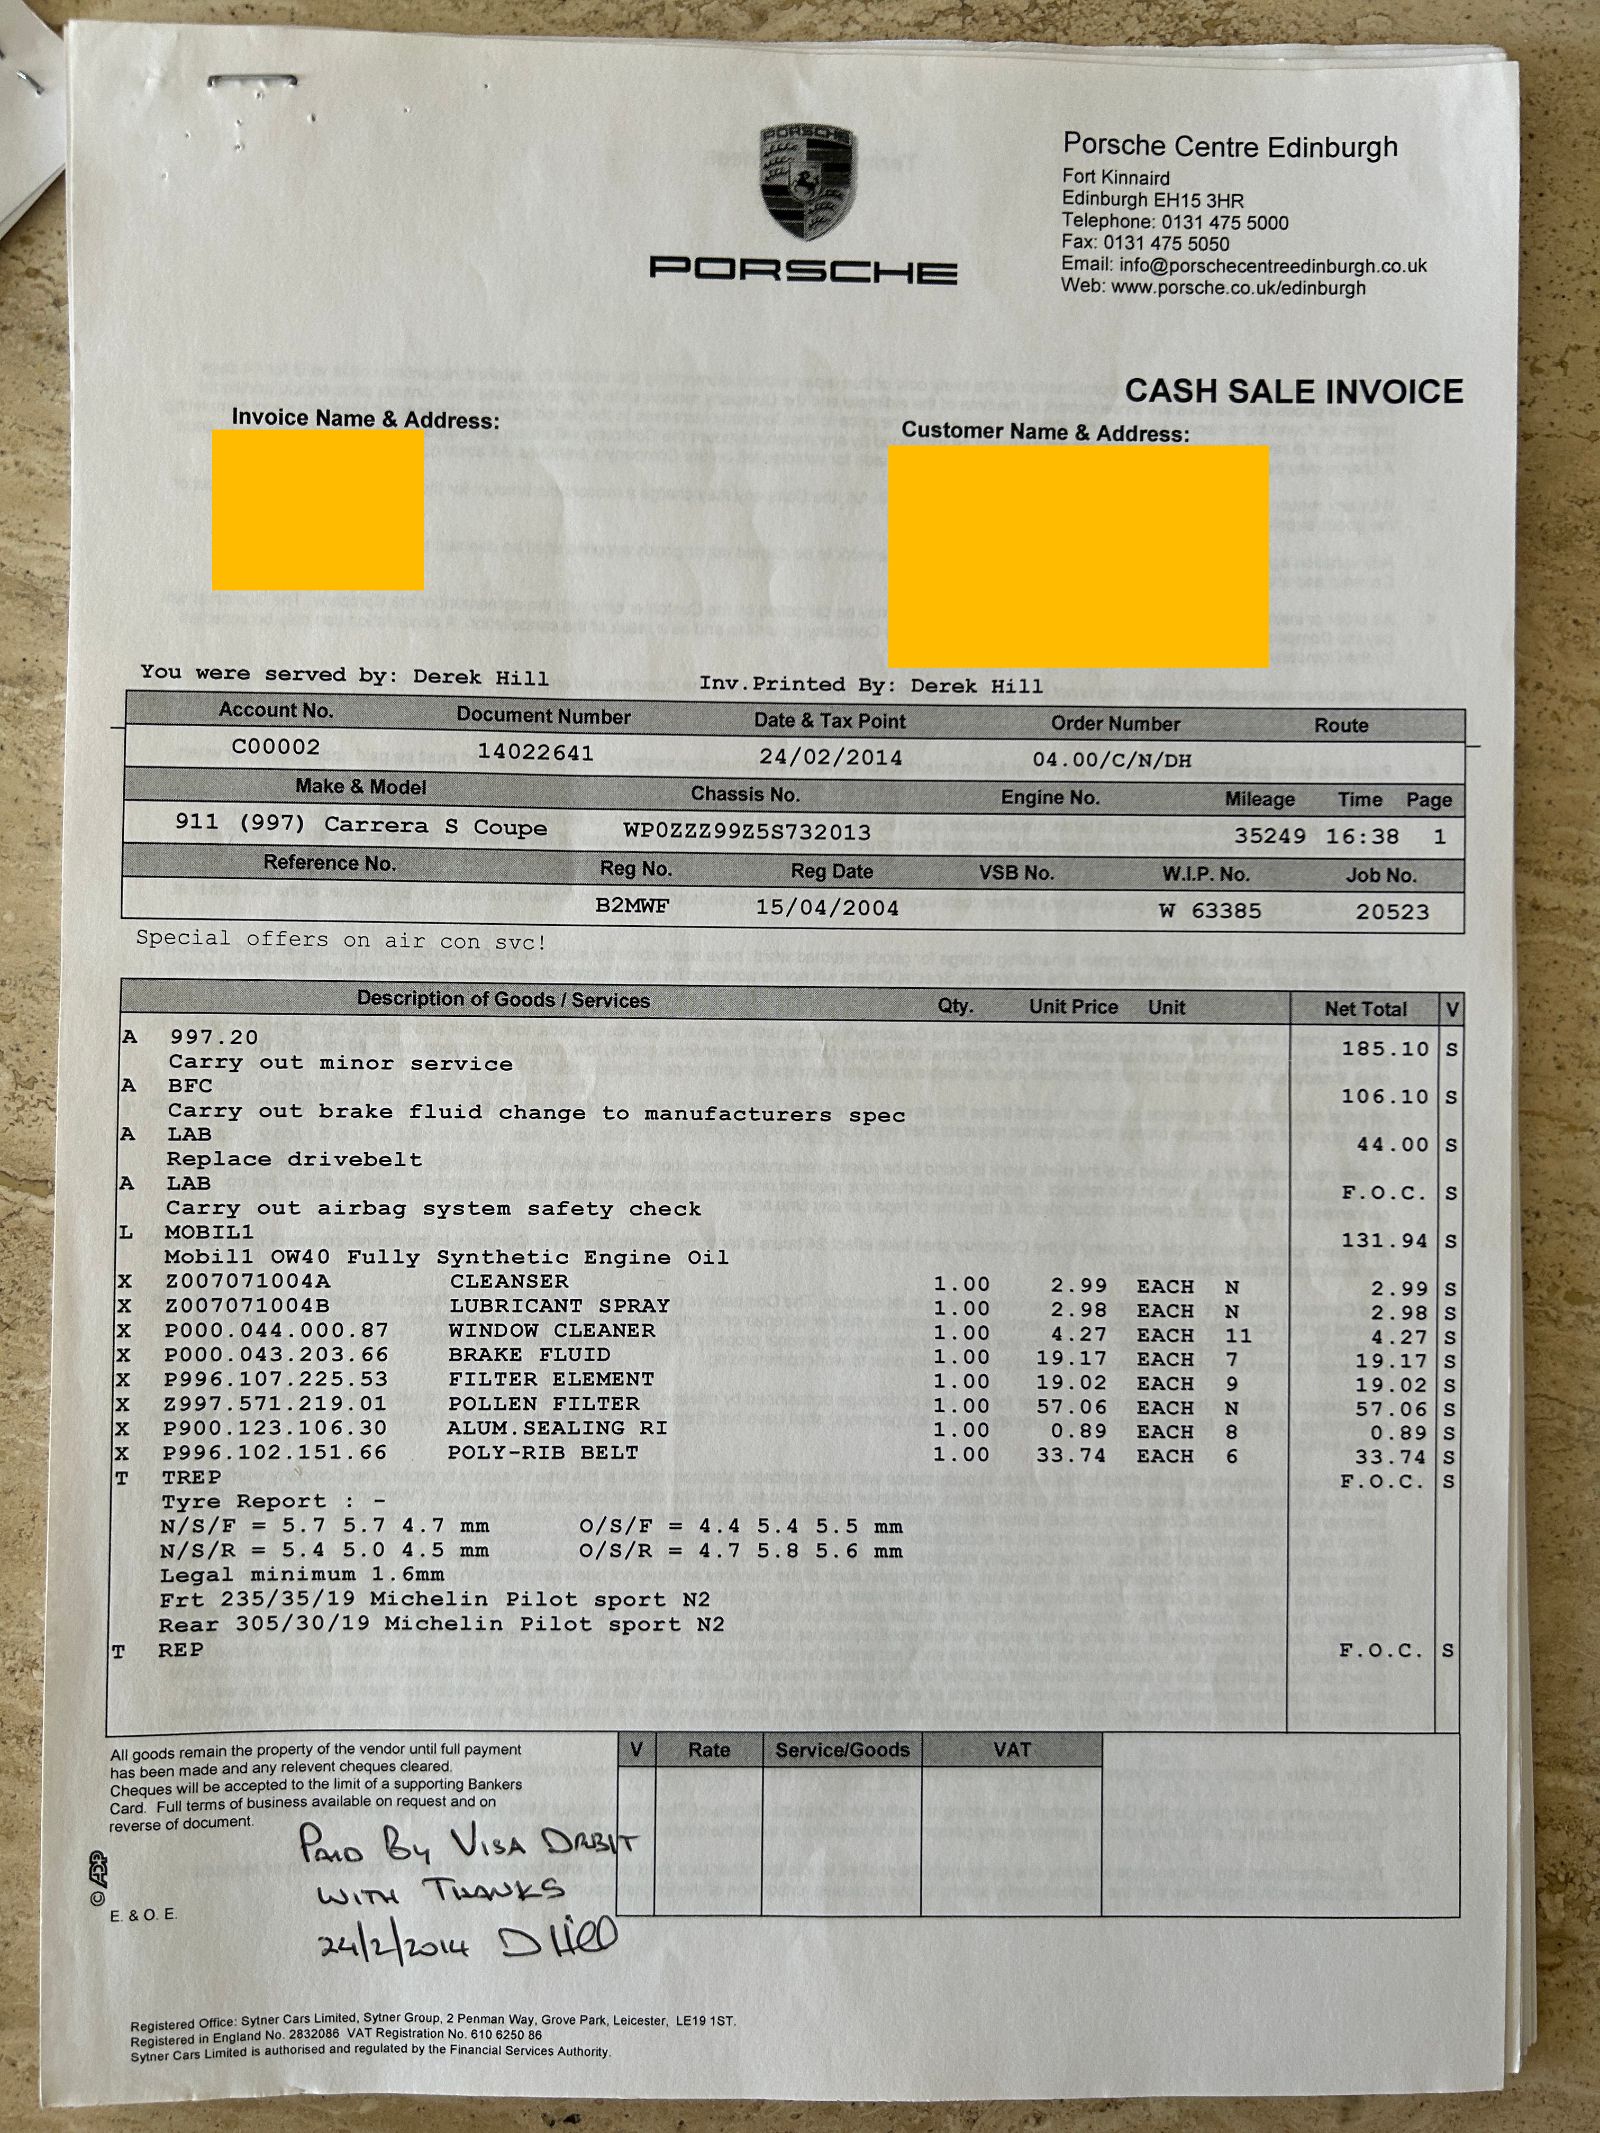 PORSCHE
PORSCHE
Porsche Centre Edinburgh
Fort Kinnaird
Edinburgh EH15 3HR
Telephone: 0131 475 5000
Fax: 0131 475 5050
Email: info@porschecentreedinburgh.co.uk
Web: www.porsche.co.uk/edinburgh
CASH SALE INVOICE
Invoice Name & Address:
Customer Name & Address:
You were served by: Derek Hill Inv.Printed By: Derek Hill
Account No. Document Number Date & Tax Point Order Number Route
C00002 14022641 24/02/2014 04.00/C/N/DH
Make & Model Chassis No. Engine No. Mileage Time Page
911 (997) Carrera S Coupe WP0ZZZ99Z5S732013 35249 16:38 1
Reference No. Reg No. Reg Date VSB No. W.I.P. No. Job No.
B2MWF 15/04/2004 W 63385 20523
Special offers on air con svc!
Description of Goods / Services Qty. Unit Price Unit Net Total V
A 997.20 185.10 S
Carry out minor service
A BFC 106.10 S
Carry out brake fluid change to manufacturers spec
A LAB 44.00 S
Replace drivebelt
A LAB F.O.C. S
Carry out airbag system safety check
L MOBIL1 131.94 S
Mobil1 OW40 Fully Synthetic Engine Oil
X Z007071004A CLEANSER 1.00 2.99 EACH N 2.99 S
X Z007071004B LUBRICANT SPRAY 1.00 2.98 EACH N 2.98 S
X P000.044.000.87 WINDOW CLEANER 1.00 4.27 EACH 11 4.27 S
X P000.043.203.66 BRAKE FLUID 1.00 19.17 EACH 7 19.17 S
X P996.107.225.53 FILTER ELEMENT 1.00 19.02 EACH 9 19.02 S
X Z997.571.219.01 POLLEN FILTER 1.00 57.06 EACH N 57.06 S
X P900.123.106.30 ALUM.SEALING RI 1.00 0.89 EACH 8 0.89 S
X P996.102.151.66 POLY-RIB BELT 1.00 33.74 EACH 6 33.74 S
T TREP F.O.C. S
Tyre Report : -
N/S/F = 5.7 5.7 4.7 mm O/S/F = 4.4 5.4 5.5 mm
N/S/R = 5.4 5.0 4.5 mm O/S/R = 4.7 5.8 5.6 mm
Legal minimum 1.6mm
Frt 235/35/19 Michelin Pilot sport N2
Rear 305/30/19 Michelin Pilot sport N2
T REP F.O.C. S
All goods remain the property of the vendor until full payment
has been made and any relevent cheques cleared.
Cheques will be accepted to the limit of a supporting Bankers
Card. Full terms of business available on request and on
reverse of document.
V Rate Service/Goods VAT
PAID BY VISA DEBIT
WITH THANKS
24/2/2014 D Hill
© ADP
E. & O. E.
Registered Office: Sytner Cars Limited, Sytner Group, 2 Penman Way, Grove Park, Leicester, LE19 1ST.
Registered in England No. 2832086 VAT Registration No. 610 6250 86
Sytner Cars Limited is authorised and regulated by the Financial Services Authority.